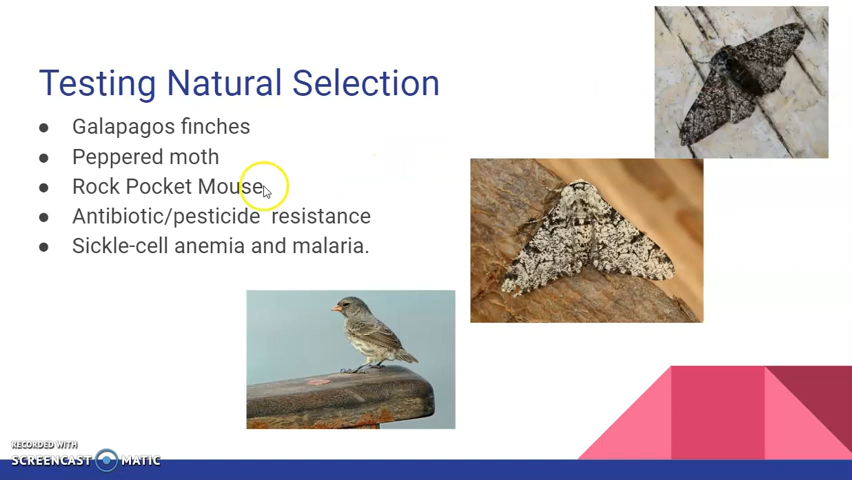 Testing Natural Selection
● Galapagos finches
● Peppered moth
● Rock Pocket Mouse
● Antibiotic/pesticide resistance
● Sickle-cell anemia and malaria.
RECORDED WITH
SCREENCAST MATIC